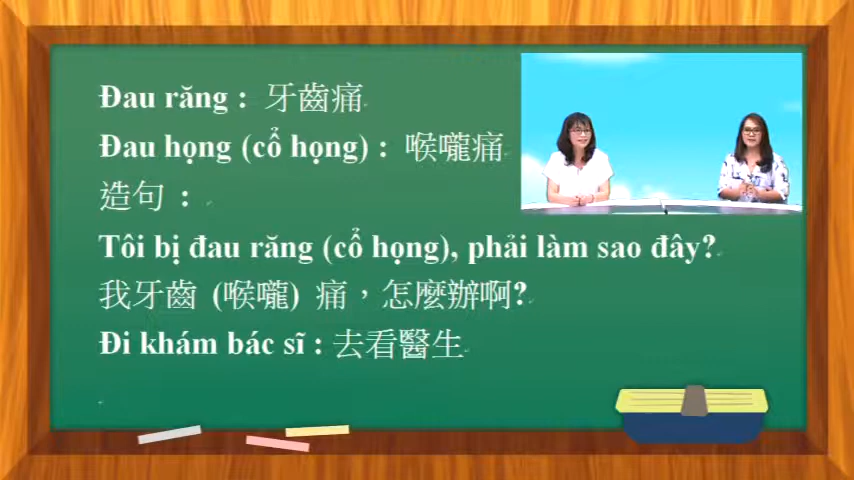 Đau răng : 牙齒痛
Đau họng (cổ họng) : 喉嚨痛
造句 :
Tôi bị đau răng (cổ họng), phải làm sao đây?
我牙齒 (喉嚨) 痛，怎麼辦啊?
Đi khám bác sĩ : 去看醫生